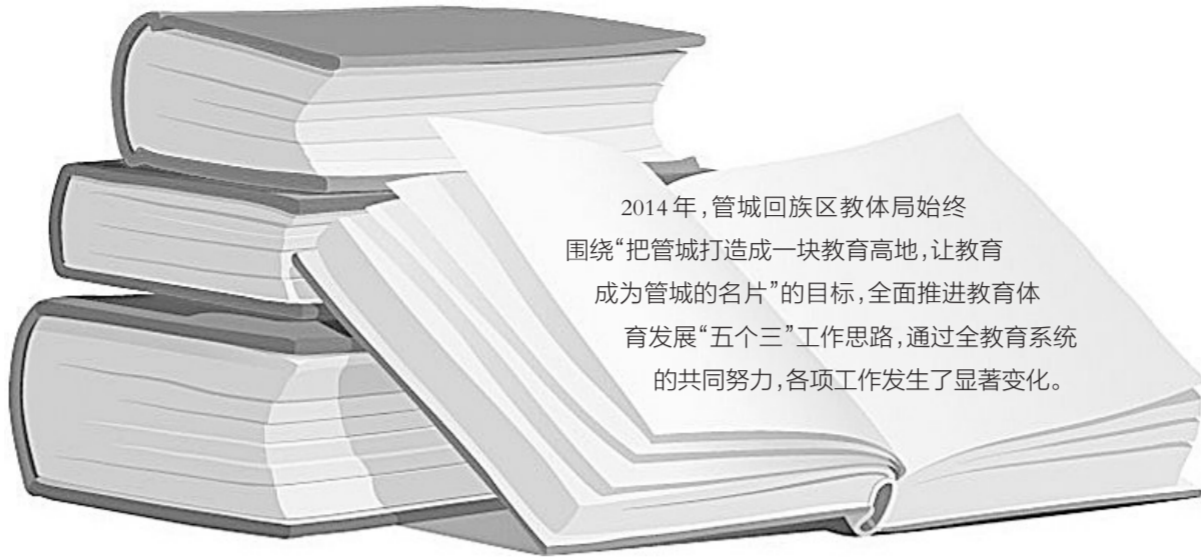 2014年,管城回族区教体局始终
围绕“把管城打造成一块教育高地,让教育
成为管城的名片”的目标,全面推进教育体
育发展“五个三”工作思路,通过全教育系统
的共同努力,各项工作发生了显著变化。